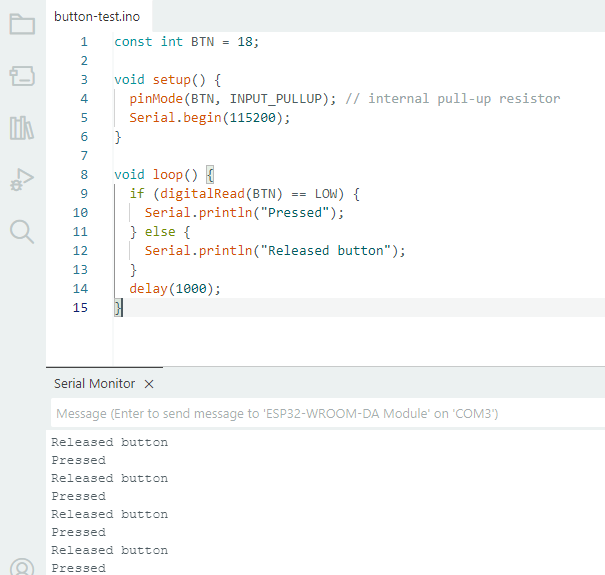 button-test.ino
1 const int BTN = 18;
2
3 void setup() {
4 pinMode(BTN, INPUT_PULLUP); // internal pull-up resistor
5 Serial.begin(115200);
6 }
7
8 void loop() {
9 if (digitalRead(BTN) == LOW) {
10 Serial.println("Pressed");
11 } else {
12 Serial.println("Released button");
13 }
14 delay(1000);
15 }
Serial Monitor ×
Message (Enter to send message to 'ESP32-WROOM-DA Module' on 'COM3')
Released button
Pressed
Released button
Pressed
Released button
Pressed
Released button
Pressed